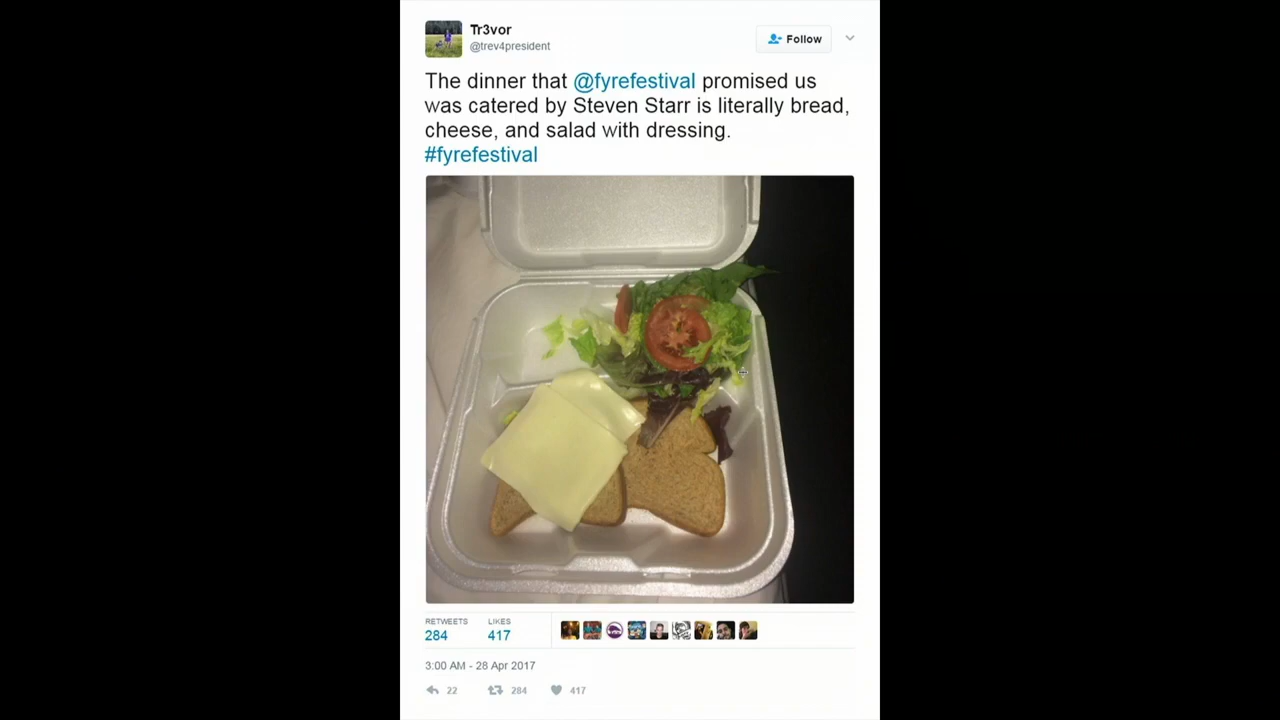 Tr3vor
@trev4president
Follow
The dinner that @fyrefestival promised us
was catered by Steven Starr is literally bread,
cheese, and salad with dressing.
#fyrefestival
RETWEETS LIKES
284 417
3:00 AM - 28 Apr 2017
22 284 417